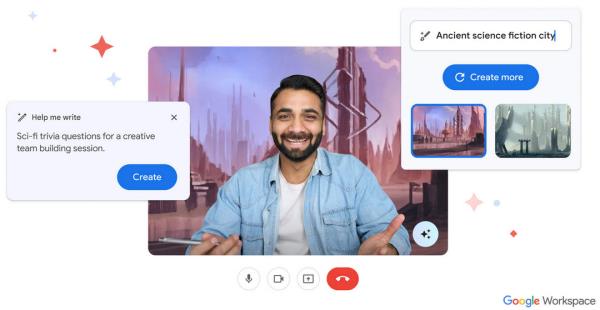 Ancient science fiction city
Create more
Help me write
Sci-fi trivia questions for a creative
team building session.
Create
Google Workspace